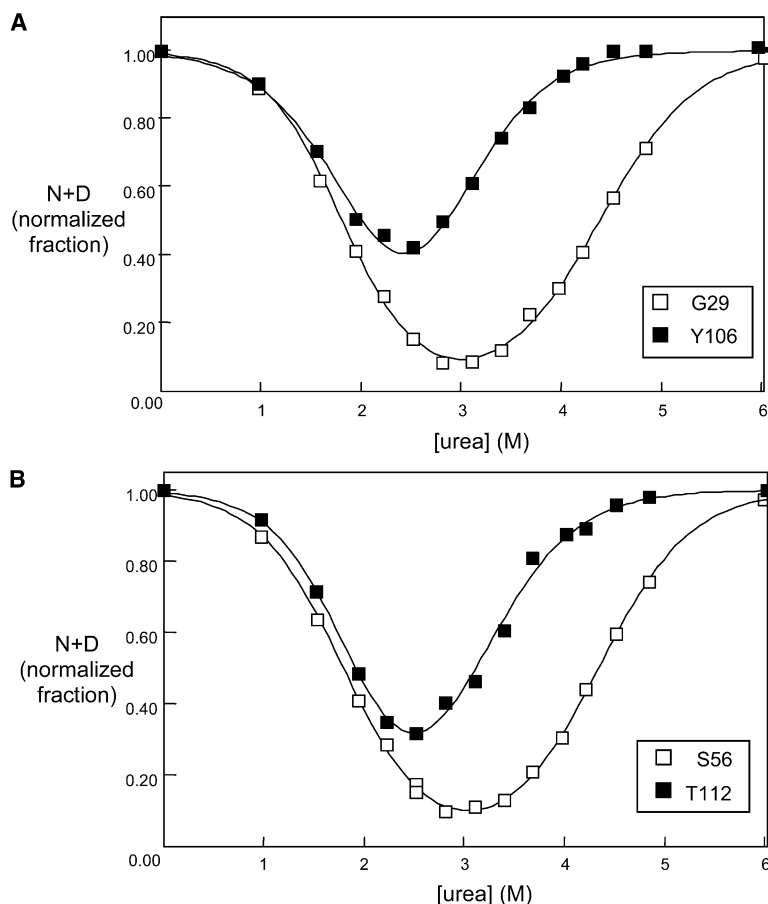 A
1.00
0.80
N+D
0.60
(normalized
fraction)
0.40
0.20
0.00
G29
Y106
1 2 3 4 5 6
[urea] (M)
B
1.00
0.80
N+D
0.60
(normalized
fraction)
0.40
0.20
0.00
S56
T112
1 2 3 4 5 6
[urea] (M)